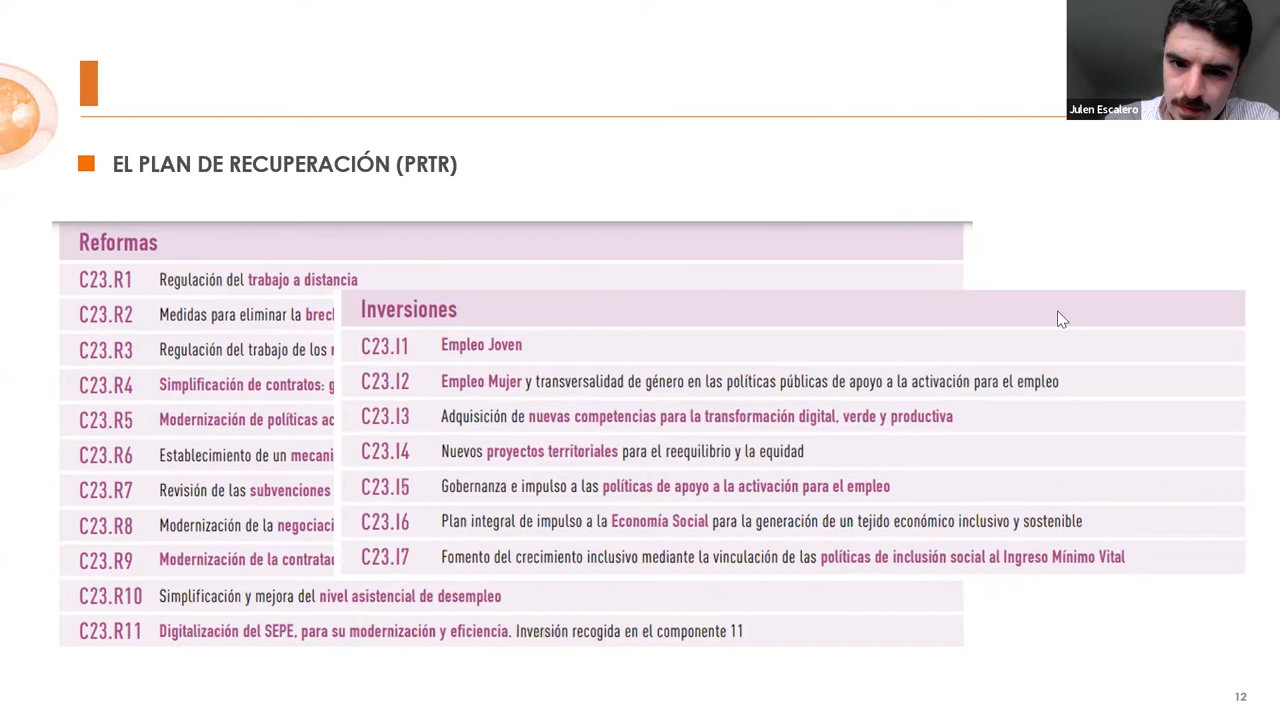 Julen Escalero
EL PLAN DE RECUPERACIÓN (PRTR)
Reformas
C23.R1 Regulación del trabajo a distancia
C23.R2 Medidas para eliminar la
C23.R3 Regulación del trabajo de los
C23.R4 Simplificación de contratos:
C23.R5 Modernización de políticas
C23.R6 Establecimiento de un
C23.R7 Revisión de las subvenciones
C23.R8 Modernización de la
C23.R9 Modernización de la
C23.R10 Simplificación y mejora del nivel asistencial de desempleo
C23.R11 Digitalización del SEPE, para su modernización y eficiencia. Inversión recogida en el componente 11
Inversiones
C23.I1 Empleo Joven
C23.I2 Empleo Mujer y transversalidad de género en las políticas públicas de apoyo a la activación para el empleo
C23.I3 Adquisición de nuevas competencias para la transformación digital, verde y productiva
C23.I4 Nuevos proyectos territoriales para el reequilibrio y la equidad
C23.I5 Gobernanza e impulso a las políticas de apoyo a la activación para el empleo
C23.I6 Plan integral de impulso a la Economía Social para la generación de un tejido económico inclusivo y sostenible
C23.I7 Fomento del crecimiento inclusivo mediante la vinculación de las políticas de inclusión social al Ingreso Mínimo Vital
12